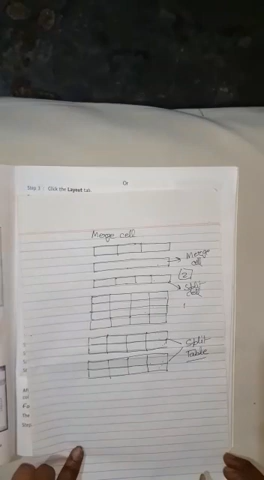 Step 3 Click the Layout tab.
Merge cell
Merge
cell
2
Split
cell
Split
Table